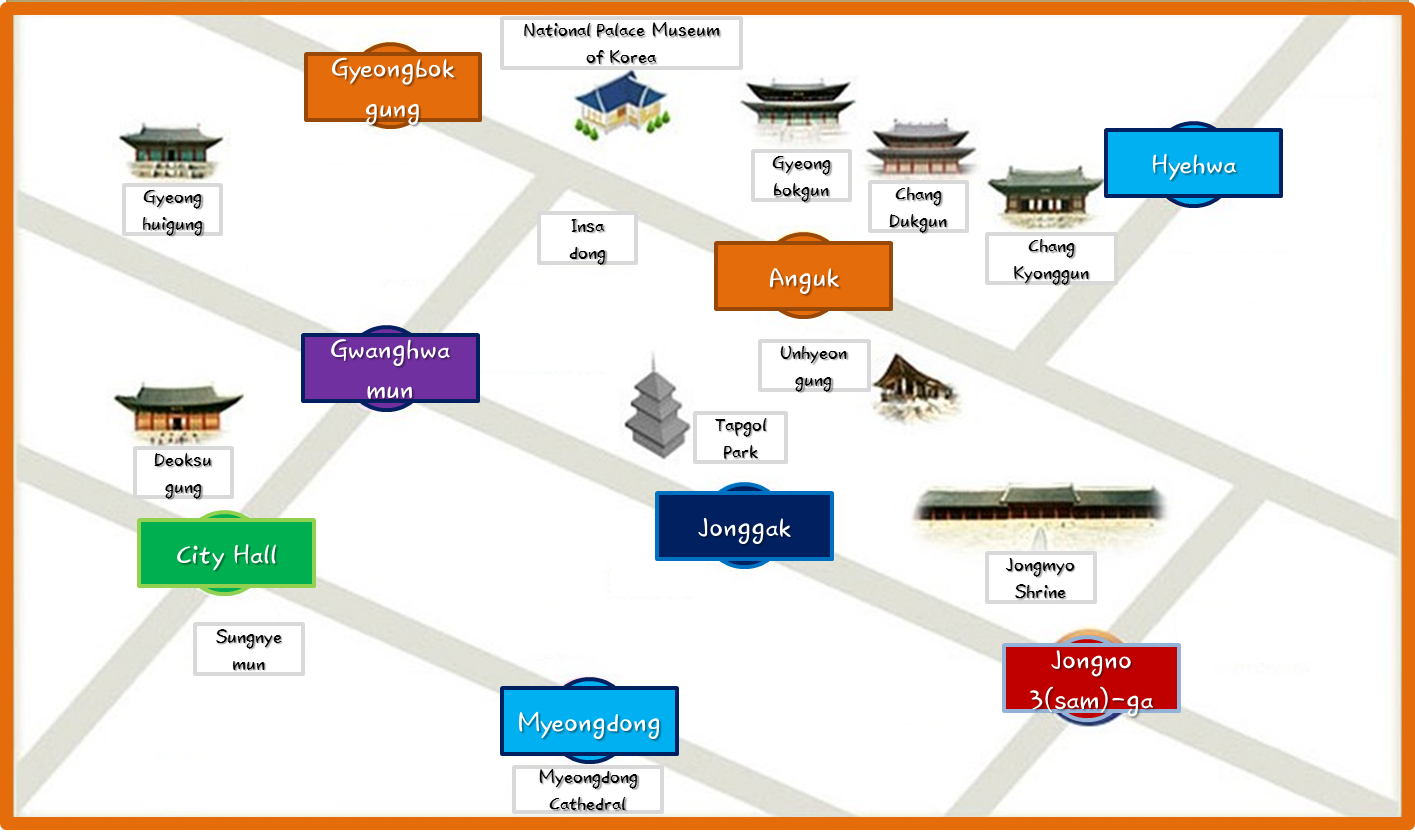 National Palace Museum
of Korea
Gyeongbok
gung
Gyeong
bokgun
Hyehwa
Chang
Dukgun
Gyeong
huigung
Insa
dong
Chang
Kyonggun
Anguk
Gwanghwa
mun
Unhyeon
gung
Tapgol
Park
Deoksu
gung
Jonggak
City Hall
Jongmyo
Shrine
Sungnye
mun
Jongno
3(sam)-ga
Myeongdong
Myeongdong
Cathedral